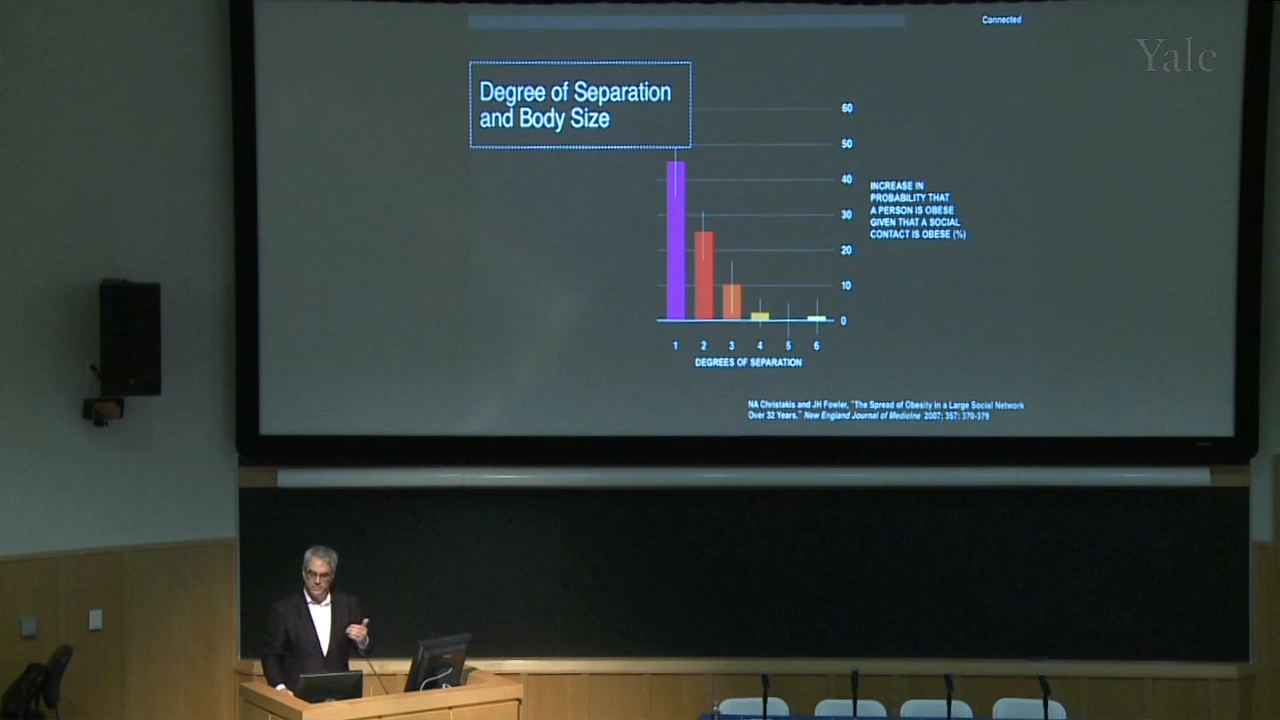 Connected
Yale
Degree of Separation
and Body Size
60
50
40
30
20
10
0
INCREASE IN
PROBABILITY THAT
A PERSON IS OBESE
GIVEN THAT A SOCIAL
CONTACT IS OBESE (%)
1 2 3 4 5 6
DEGREES OF SEPARATION
NA Christakis and JH Fowler, "The Spread of Obesity in a Large Social Network
Over 32 Years," New England Journal of Medicine 2007; 357: 370-379